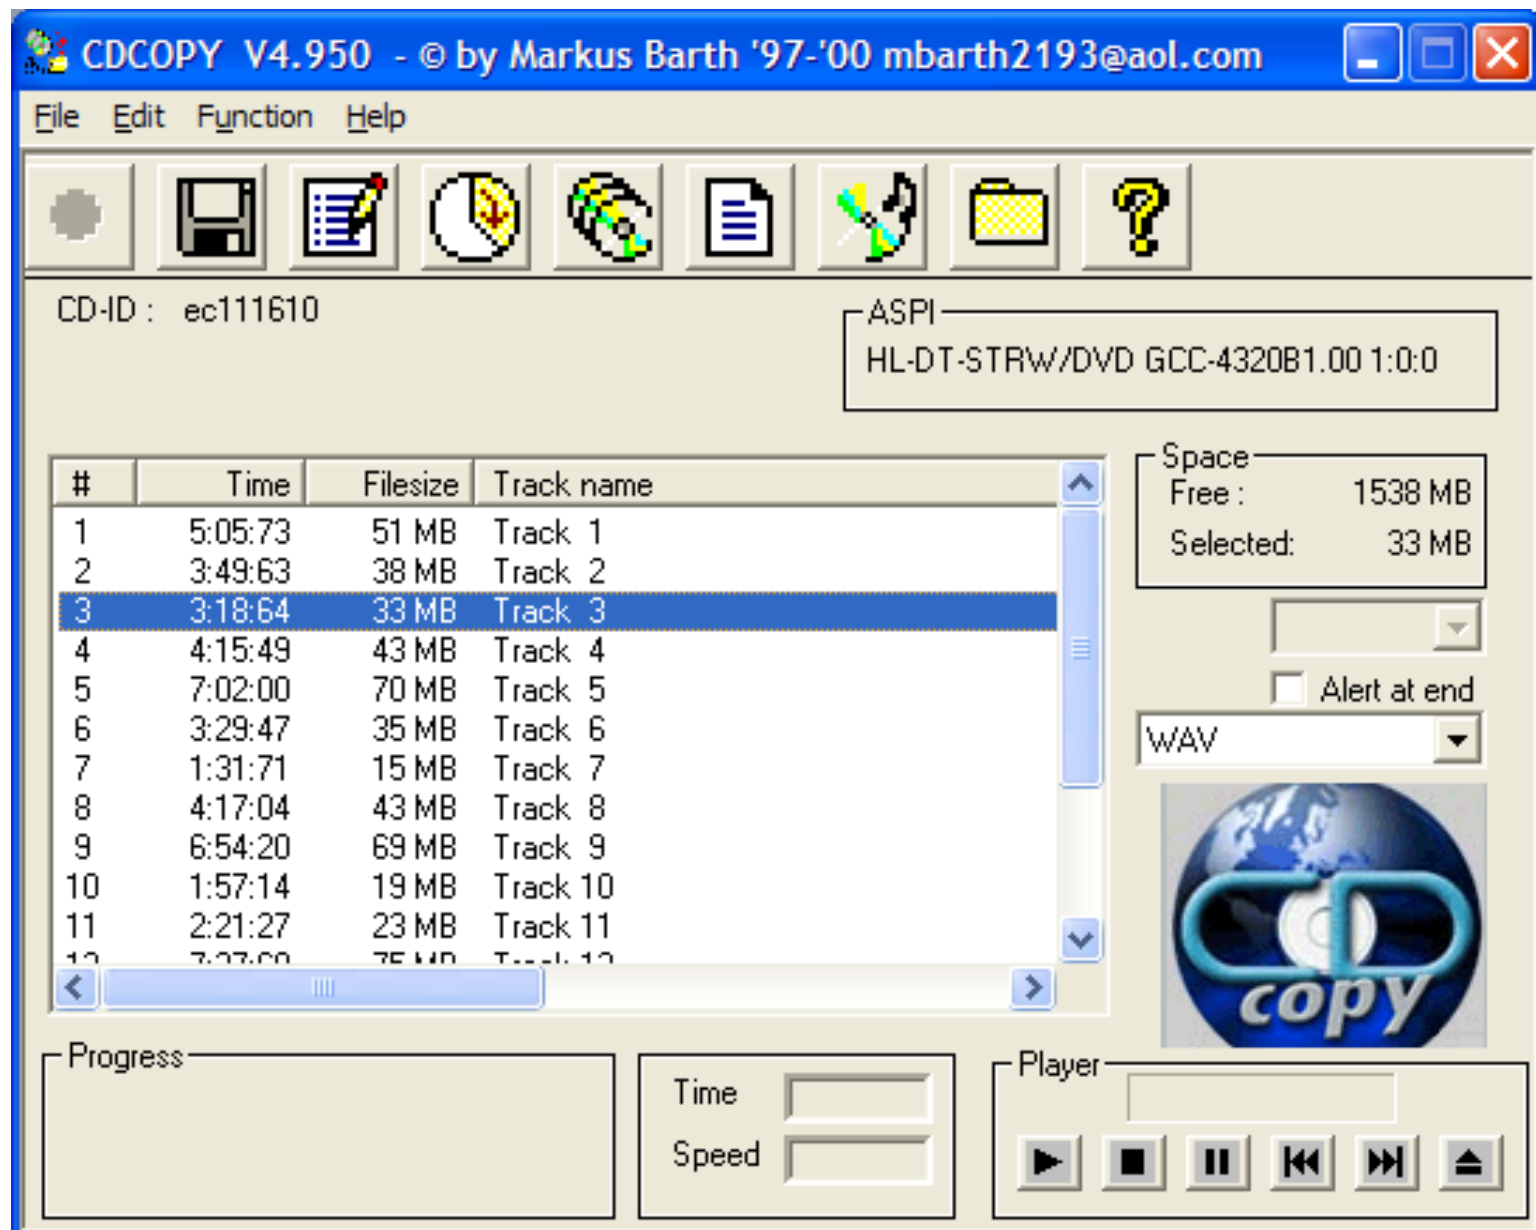 CDCOPY V4.950 - © by Markus Barth '97-'00 mbarth2193@aol.com
File Edit Function Help
CD-ID : ec111610
ASPI
HL-DT-STRW/DVD GCC-4320B1.00 1:0:0
# Time Filesize Track name
1 5:05:73 51 MB Track 1
2 3:49:63 38 MB Track 2
3 3:18:64 33 MB Track 3
4 4:15:49 43 MB Track 4
5 7:02:00 70 MB Track 5
6 3:29:47 35 MB Track 6
7 1:31:71 15 MB Track 7
8 4:17:04 43 MB Track 8
9 6:54:20 69 MB Track 9
10 1:57:14 19 MB Track 10
11 2:21:27 23 MB Track 11
12 75 MB Track 12
Space
Free : 1538 MB
Selected: 33 MB
Alert at end
WAV
CD
copy
Progress
Time
Speed
Player